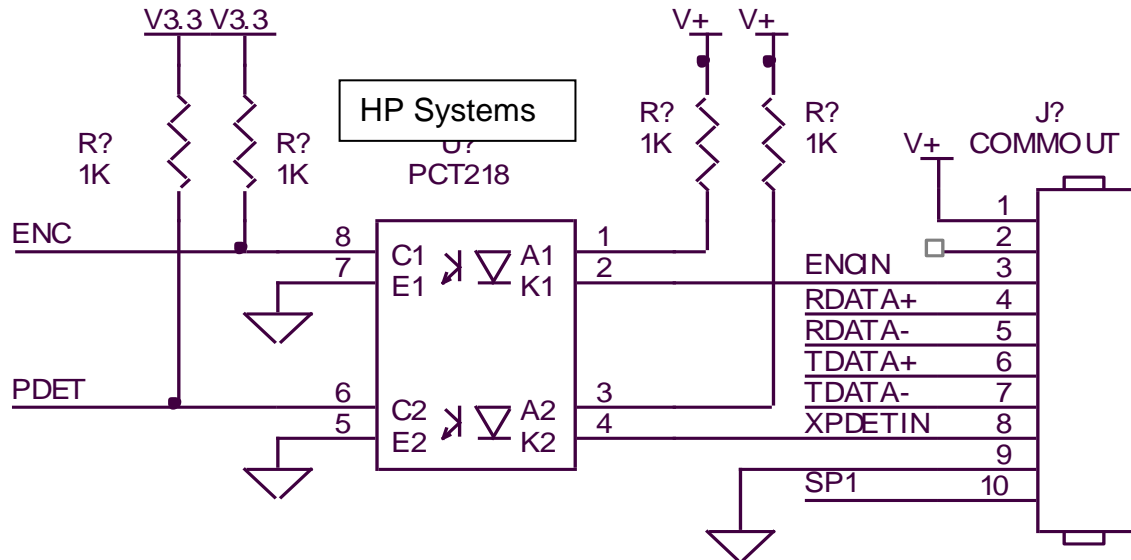 V3.3 V3.3
V+ V+
HP Systems
R?
1K
R?
1K
U?
PCT218
R?
1K
R?
1K
V+
J?
COMMOUT
ENC
8
7
C1
E1
A1
K1
1
2
PDET
6
5
C2
E2
A2
K2
3
4
1
2
ENCIN 3
RDATA+ 4
RDATA- 5
TDATA+ 6
TDATA- 7
XPDETIN 8
9
SP1 10